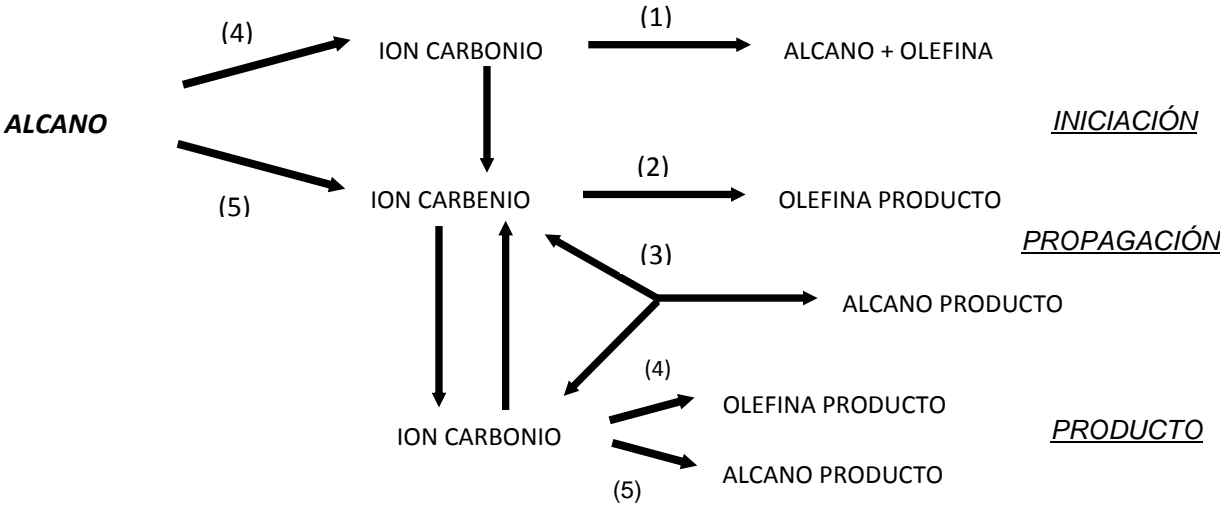 (1)
(4)
ION CARBONIO
ALCANO + OLEFINA
ALCANO
INICIACIÓN
(2)
ION CARBENIO
OLEFINA PRODUCTO
(5)
PROPAGACIÓN
(3)
ALCANO PRODUCTO
(4)
OLEFINA PRODUCTO
ION CARBONIO
PRODUCTO
ALCANO PRODUCTO
(5)